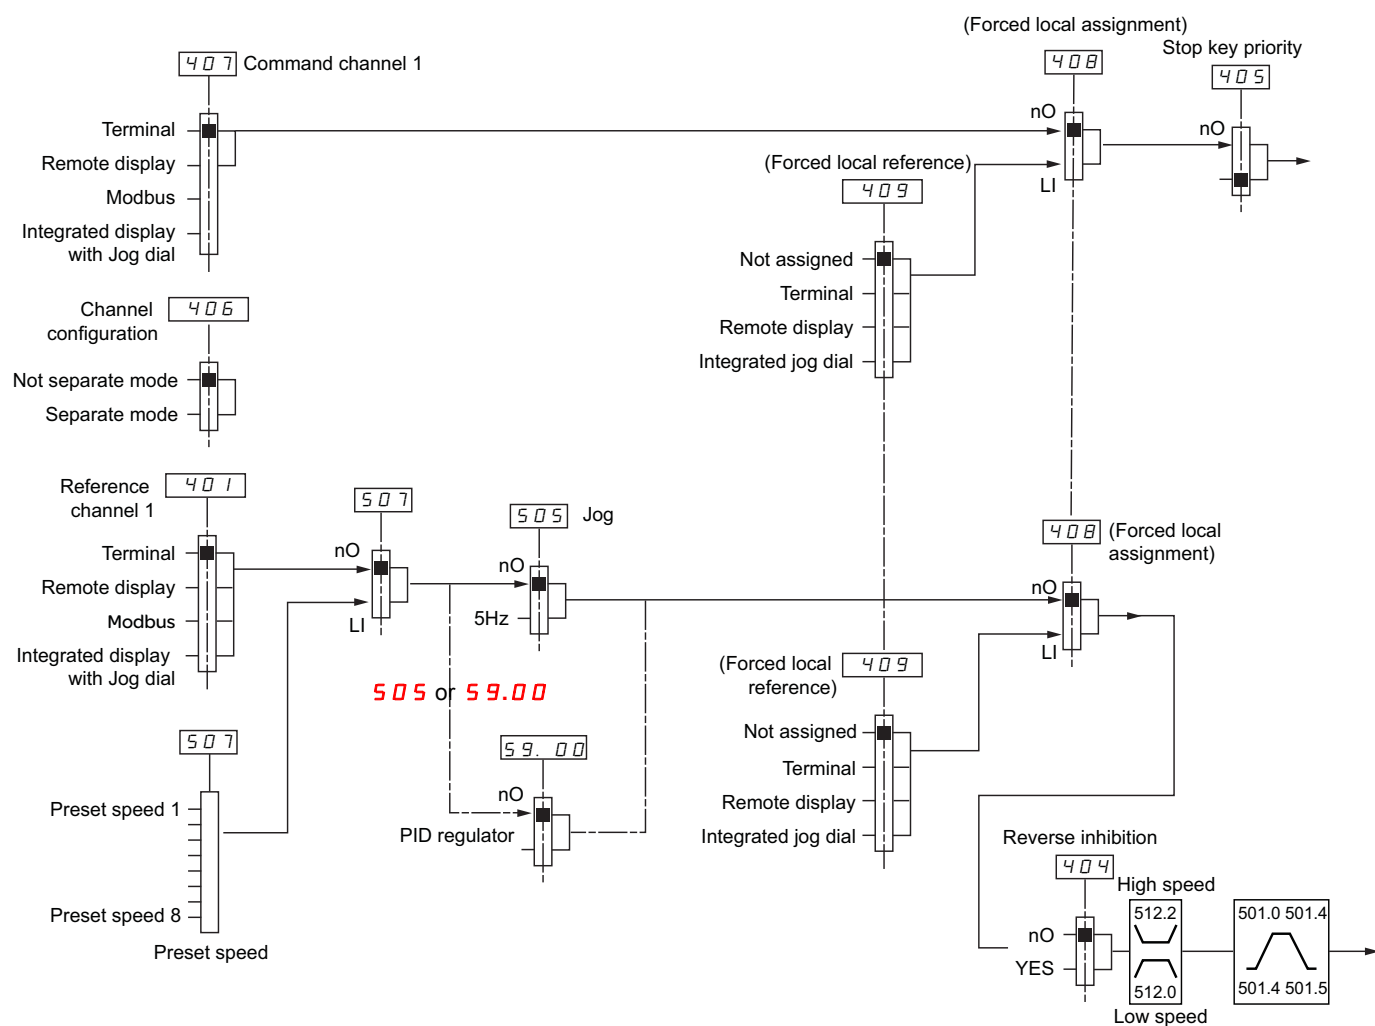 (Forced local assignment)
408
Stop key priority
405
407 Command channel 1
nO
nO
LI
Terminal
Remote display
Modbus
Integrated display
with Jog dial
(Forced local reference)
409
Not assigned
Terminal
Remote display
Integrated jog dial
Channel
configuration
406
Not separate mode
Separate mode
Reference
channel 1
401
Terminal
Remote display
Modbus
Integrated display
with Jog dial
507
nO
LI
505 Jog
nO
5Hz
505 or 59.00
408 (Forced local
assignment)
nO
LI
(Forced local
reference)
409
Not assigned
Terminal
Remote display
Integrated jog dial
507
Preset speed 1
Preset speed 8
Preset speed
59. 00
nO
PID regulator
Reverse inhibition
404
nO
YES
High speed
512.2
512.0
Low speed
501.0 501.4
501.4 501.5